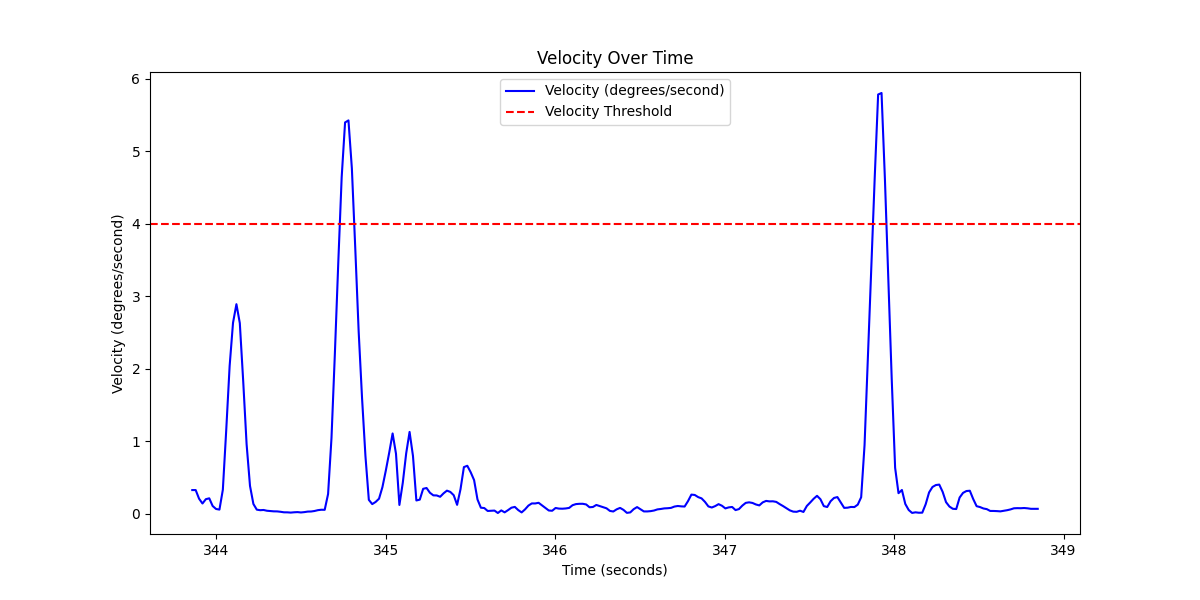 Velocity Over Time
Velocity (degrees/second)
Velocity Threshold
6
5
4
3
2
1
0
Velocity (degrees/second)
344 345 346 347 348 349
Time (seconds)